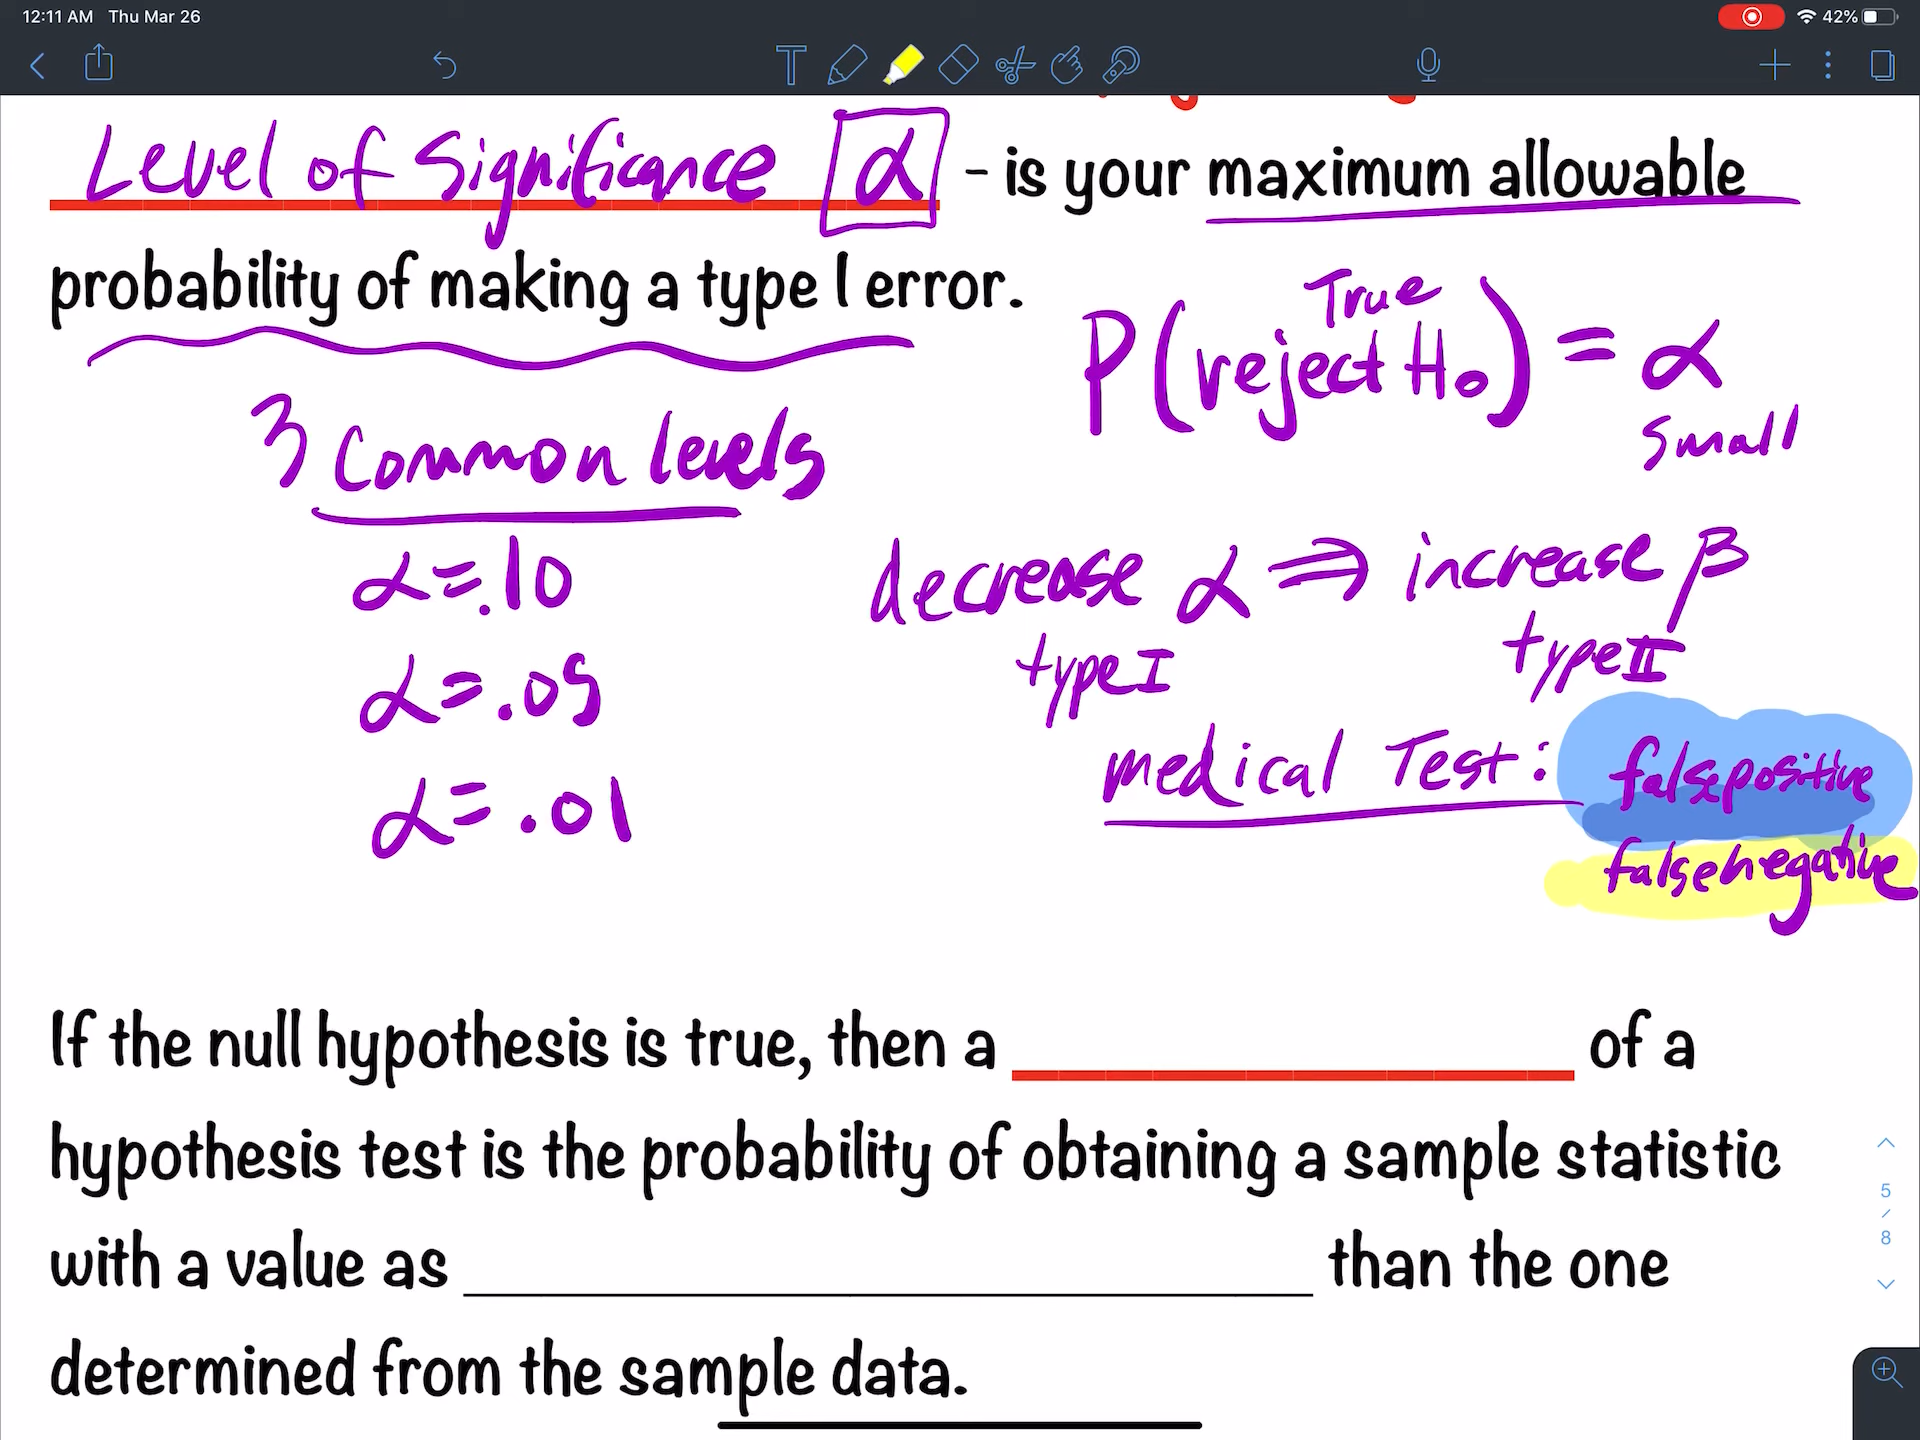 12:11 AM Thu Mar 26
42%
T
Level of Significance α - is your maximum allowable
probability of making a type I error.
True
P(reject H₀) = α
small
3 Common levels
α=.10
α=.05
α=.01
decrease α ⇒ increase β
type I type II
medical Test: false positive
false negative
If the null hypothesis is true, then a ____________ of a
hypothesis test is the probability of obtaining a sample statistic
with a value as ____________ than the one
determined from the sample data.
5
/
8